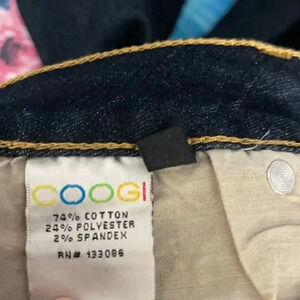 COOGI
74% COTTON
24% POLYESTER
2% SPANDEX
RN# 133086